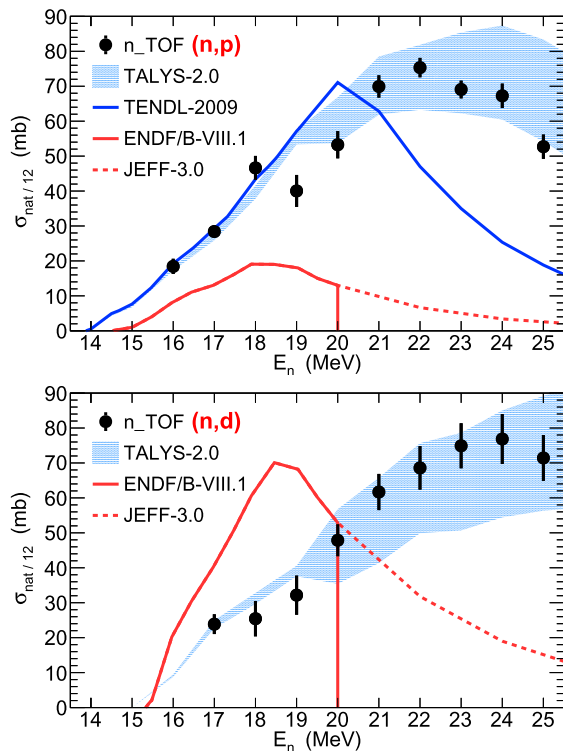 90
80
70
60
50
40
30
20
10
0
σnat / 12 (mb)
n_TOF (n,p)
TALYS-2.0
TENDL-2009
ENDF/B-VIII.1
JEFF-3.0
14 15 16 17 18 19 20 21 22 23 24 25
En (MeV)
90
80
70
60
50
40
30
20
10
0
σnat / 12 (mb)
n_TOF (n,d)
TALYS-2.0
ENDF/B-VIII.1
JEFF-3.0
14 15 16 17 18 19 20 21 22 23 24 25
En (MeV)